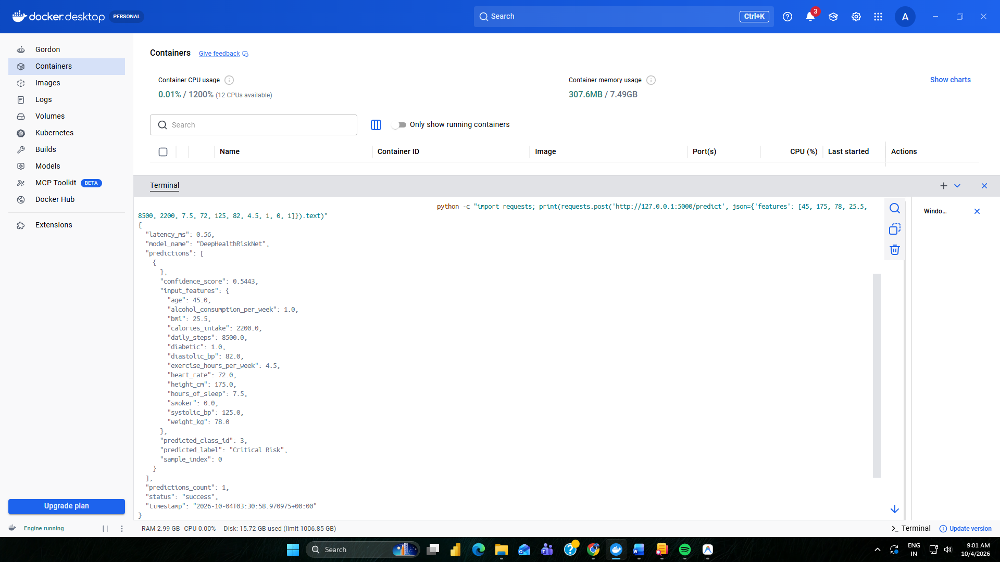 docker desktop PERSONAL
Search Ctrl+K 3 A
Gordon
Containers
Images
Logs
Volumes
Kubernetes
Builds
Models
MCP Toolkit BETA
Docker Hub
Extensions
Upgrade plan
Containers Give feedback
Container CPU usage
0.01% / 1200% (12 CPUs available)
Container memory usage
307.6MB / 7.49GB
Show charts
Search
Only show running containers
Name Container ID Image Port(s) CPU (%) Last started Actions
Terminal
python -c "import requests; print(requests.post('http://127.0.0.1:5000/predict', json={'features': [45, 175, 78, 25.5,
8500, 2200, 7.5, 72, 125, 82, 4.5, 1, 0, 1]}).text)"
{
"latency_ms": 0.56,
"model_name": "DeepHealthRiskNet",
"predictions": [
{
},
"confidence_score": 0.5443,
"input_features": {
"age": 45.0,
"alcohol_consumption_per_week": 1.0,
"bmi": 25.5,
"calories_intake": 2200.0,
"daily_steps": 8500.0,
"diabetic": 1.0,
"diastolic_bp": 82.0,
"exercise_hours_per_week": 4.5,
"heart_rate": 72.0,
"height_cm": 175.0,
"hours_of_sleep": 7.5,
"smoker": 0.0,
"systolic_bp": 125.0,
"weight_kg": 78.0
},
"predicted_class_id": 3,
"predicted_label": "Critical Risk",
"sample_index": 0
}
],
"predictions_count": 1,
"status": "success",
"timestamp": "2026-10-04T03:30:58.970975+00:00"
}
Windo...
Engine running
RAM 2.99 GB CPU 0.00% Disk: 15.72 GB used (limit 1006.85 GB)
Terminal
Update version
Search
ENG
IN
9:01 AM
10/4/2026